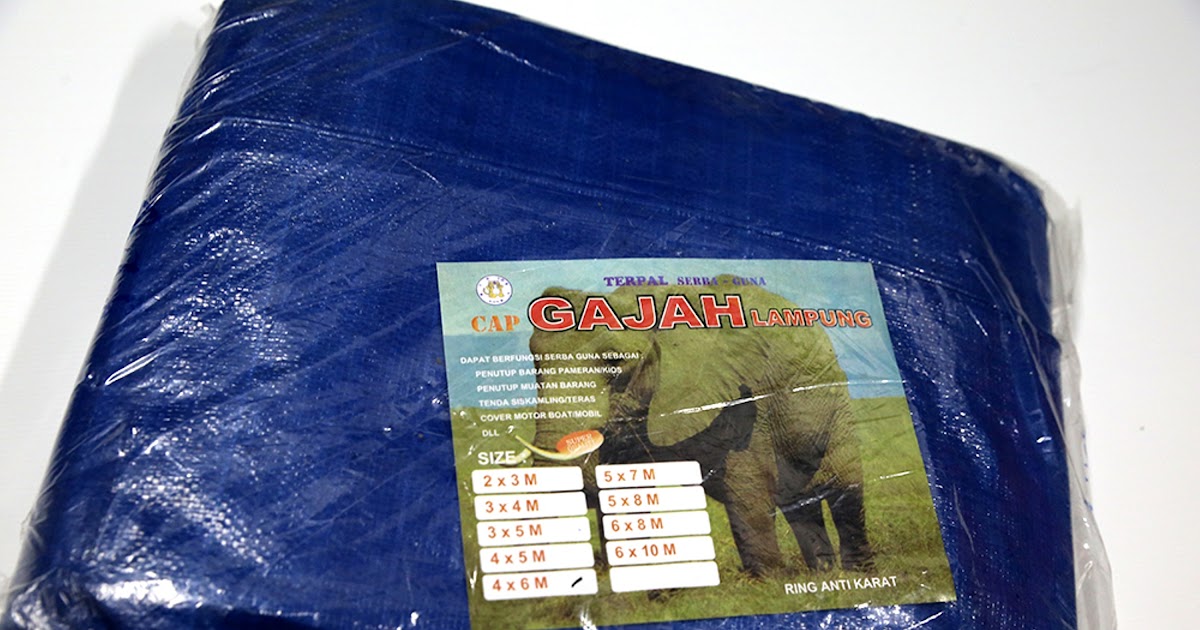 TERPAL SERBA - GUNA
CAP GAJAH LAMPUNG
DAPAT BERFUNGSI SERBA GUNA SEBAGAI :
PENUTUP BARANG PAMERAN/KIOS
PENUTUP MUATAN BARANG
TENDA SISKAMLING/TERAS
COVER MOTOR BOAT/MOBIL
DLL
SIZE :
2 x 3 M
3 x 4 M
3 x 5 M
4 x 5 M
4 x 6 M
5 x 7 M
5 x 8 M
6 x 8 M
6 x 10 M
RING ANTI KARAT